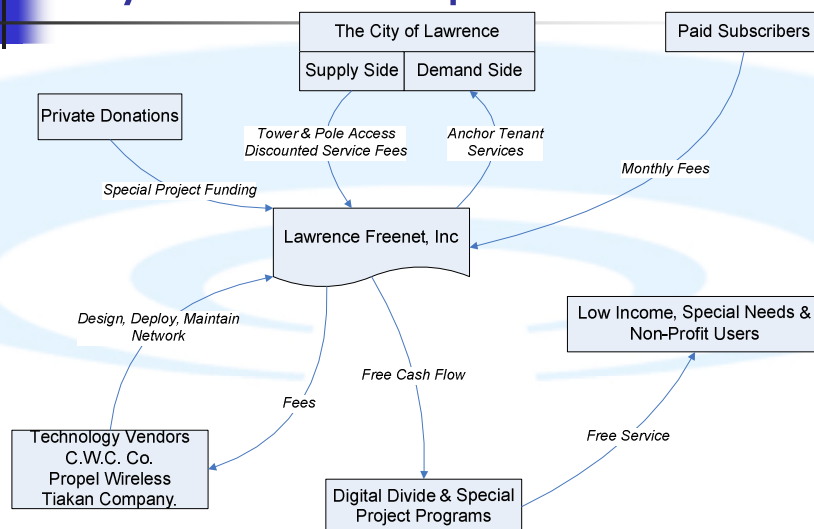 The City of Lawrence
Paid Subscribers
Supply Side
Demand Side
Private Donations
Tower & Pole Access
Discounted Service Fees
Anchor Tenant
Services
Monthly Fees
Special Project Funding
Lawrence Freenet, Inc
Design, Deploy, Maintain
Network
Low Income, Special Needs &
Non-Profit Users
Free Cash Flow
Fees
Free Service
Technology Vendors
C.W.C. Co.
Propel Wireless
Tiakan Company.
Digital Divide & Special
Project Programs